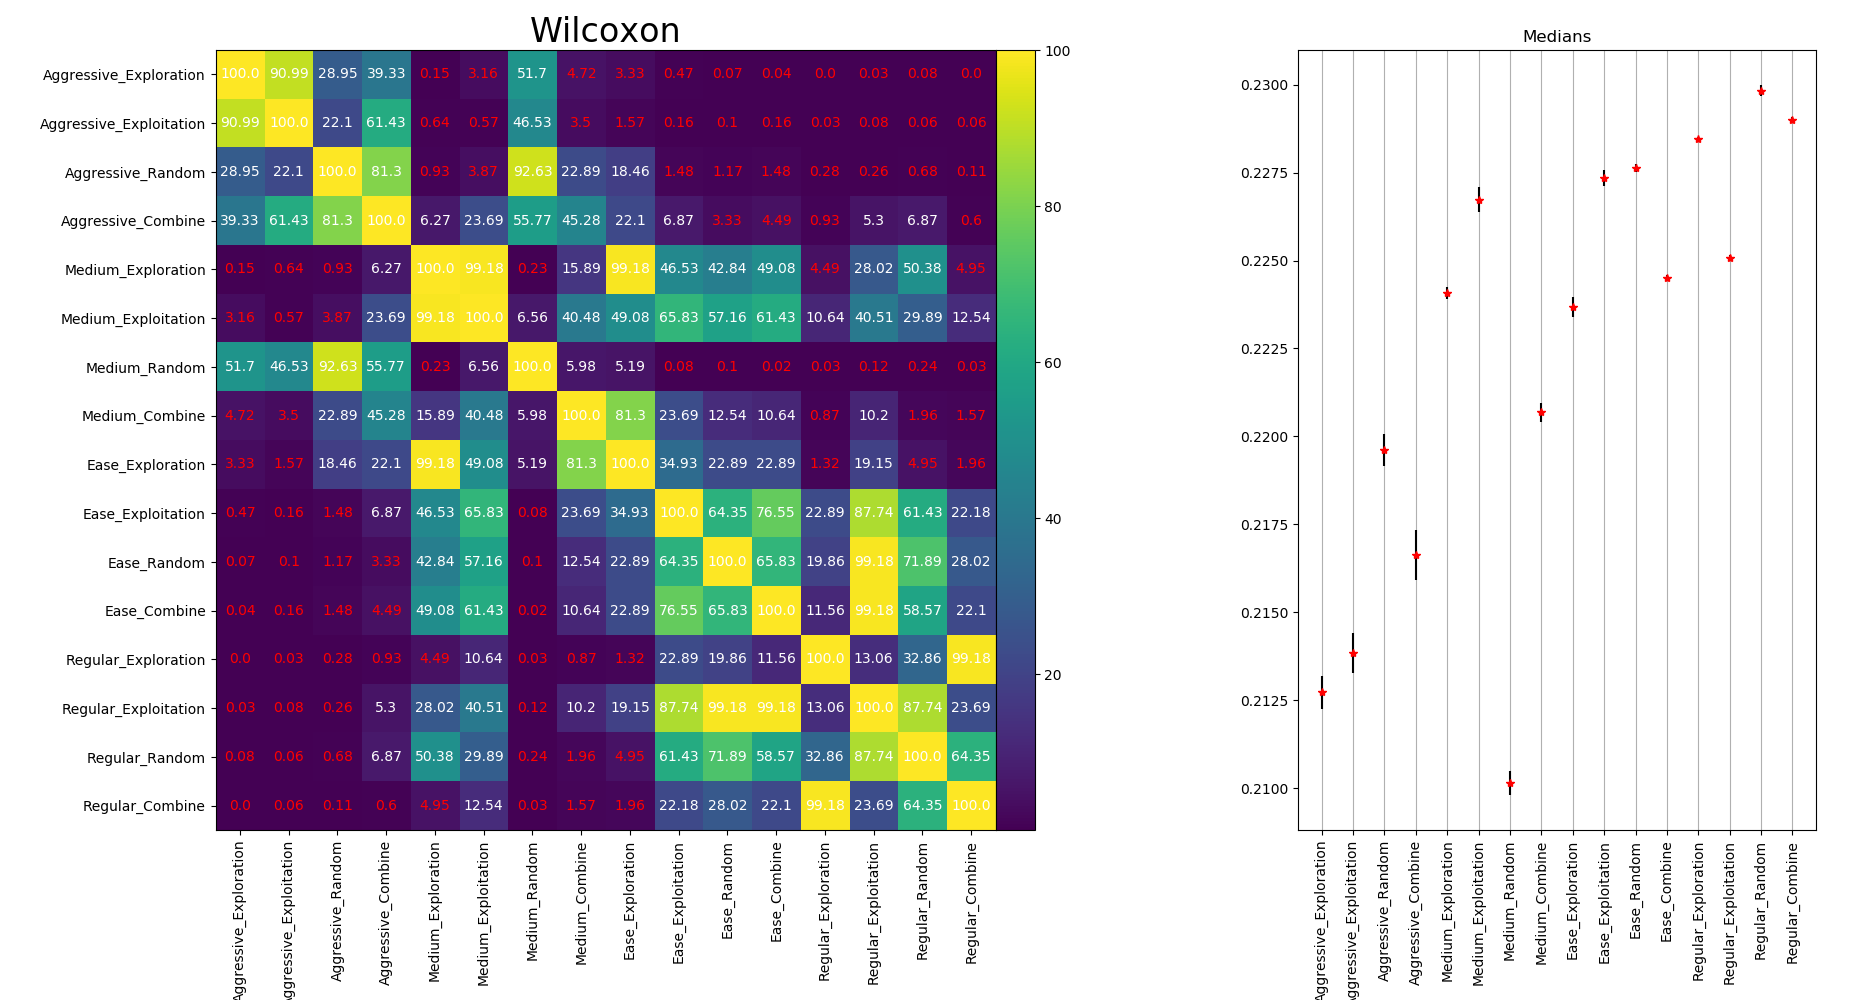 Wilcoxon
Aggressive_Exploration 100.0 90.99 28.95 39.33 0.15 3.16 51.7 4.72 3.33 0.47 0.07 0.04 0.0 0.03 0.08 0.0
Aggressive_Exploitation 90.99 100.0 22.1 61.43 0.64 0.57 46.53 3.5 1.57 0.16 0.1 0.16 0.03 0.08 0.06 0.06
Aggressive_Random 28.95 22.1 100.0 81.3 0.93 3.87 92.63 22.89 18.46 1.48 1.17 1.48 0.28 0.26 0.68 0.11
Aggressive_Combine 39.33 61.43 81.3 100.0 6.27 23.69 55.77 45.28 22.1 6.87 3.33 4.49 0.93 5.3 6.87 0.6
Medium_Exploration 0.15 0.64 0.93 6.27 100.0 99.18 0.23 15.89 99.18 46.53 42.84 49.08 4.49 28.02 50.38 4.95
Medium_Exploitation 3.16 0.57 3.87 23.69 99.18 100.0 6.56 40.48 49.08 65.83 57.16 61.43 10.64 40.51 29.89 12.54
Medium_Random 51.7 46.53 92.63 55.77 0.23 6.56 100.0 5.98 5.19 0.08 0.1 0.02 0.03 0.12 0.24 0.03
Medium_Combine 4.72 3.5 22.89 45.28 15.89 40.48 5.98 100.0 81.3 23.69 12.54 10.64 0.87 10.2 1.96 1.57
Ease_Exploration 3.33 1.57 18.46 22.1 99.18 49.08 5.19 81.3 100.0 34.93 22.89 22.89 1.32 19.15 4.95 1.96
Ease_Exploitation 0.47 0.16 1.48 6.87 46.53 65.83 0.08 23.69 34.93 100.0 64.35 76.55 22.89 87.74 61.43 22.18
Ease_Random 0.07 0.1 1.17 3.33 42.84 57.16 0.1 12.54 22.89 64.35 100.0 65.83 19.86 99.18 71.89 28.02
Ease_Combine 0.04 0.16 1.48 4.49 49.08 61.43 0.02 10.64 22.89 76.55 65.83 100.0 11.56 99.18 58.57 22.1
Regular_Exploration 0.0 0.03 0.28 0.93 4.49 10.64 0.03 0.87 1.32 22.89 19.86 11.56 100.0 13.06 32.86 99.18
Regular_Exploitation 0.03 0.08 0.26 5.3 28.02 40.51 0.12 10.2 19.15 87.74 99.18 99.18 13.06 100.0 87.74 23.69
Regular_Random 0.08 0.06 0.68 6.87 50.38 29.89 0.24 1.96 4.95 61.43 71.89 58.57 32.86 87.74 100.0 64.35
Regular_Combine 0.0 0.06 0.11 0.6 4.95 12.54 0.03 1.57 1.96 22.18 28.02 22.1 99.18 23.69 64.35 100.0
Aggressive_Exploration
ggressive_Exploitation
Aggressive_Random
Aggressive_Combine
Medium_Exploration
Medium_Exploitation
Medium_Random
Medium_Combine
Ease_Exploration
Ease_Exploitation
Ease_Random
Ease_Combine
Regular_Exploration
Regular_Exploitation
Regular_Random
Regular_Combine
100
80
60
40
20
Medians
0.2300
0.2275
0.2250
0.2225
0.2200
0.2175
0.2150
0.2125
0.2100
Aggressive_Exploration
ggressive_Exploitation
Aggressive_Random
Aggressive_Combine
Medium_Exploration
Medium_Exploitation
Medium_Random
Medium_Combine
Ease_Exploration
Ease_Exploitation
Ease_Random
Ease_Combine
Regular_Exploration
Regular_Exploitation
Regular_Random
Regular_Combine